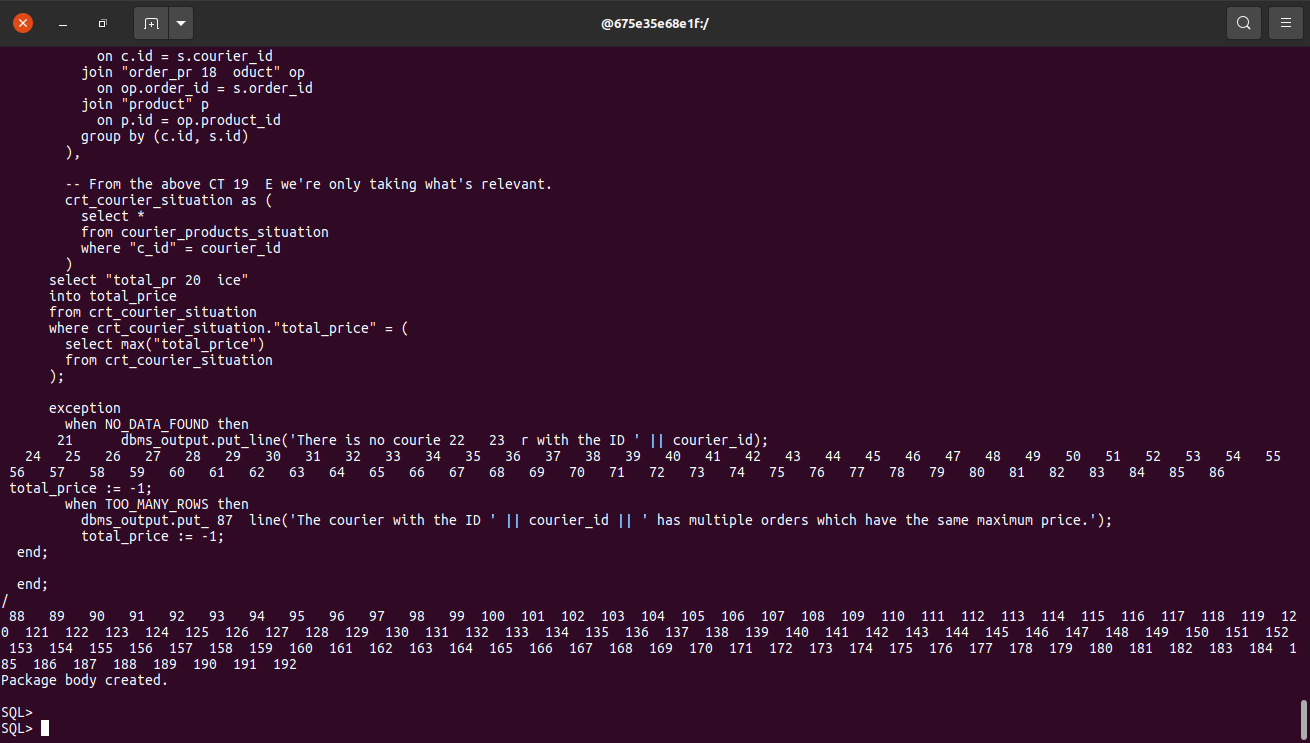 @675e35e68e1f:/
on c.id = s.courier_id
join "order_pr 18  oduct" op
on op.order_id = s.order_id
join "product" p
on p.id = op.product_id
group by (c.id, s.id)
),
-- From the above CT 19  E we're only taking what's relevant.
crt_courier_situation as (
select *
from courier_products_situation
where "c_id" = courier_id
)
select "total_pr 20  ice"
into total_price
from crt_courier_situation
where crt_courier_situation."total_price" = (
select max("total_price")
from crt_courier_situation
);
exception
when NO_DATA_FOUND then
21      dbms_output.put_line('There is no courie 22   23  r with the ID ' || courier_id);
24   25   26   27   28   29   30   31   32   33   34   35   36   37   38   39   40   41   42   43   44   45   46   47   48   49   50   51   52   53   54   55
56   57   58   59   60   61   62   63   64   65   66   67   68   69   70   71   72   73   74   75   76   77   78   79   80   81   82   83   84   85   86
total_price := -1;
when TOO_MANY_ROWS then
dbms_output.put_ 87  line('The courier with the ID ' || courier_id || ' has multiple orders which have the same maximum price.');
total_price := -1;
end;
end;
/
88   89   90   91   92   93   94   95   96   97   98   99  100  101  102  103  104  105  106  107  108  109  110  111  112  113  114  115  116  117  118  119  12
0  121  122  123  124  125  126  127  128  129  130  131  132  133  134  135  136  137  138  139  140  141  142  143  144  145  146  147  148  149  150  151  152
153  154  155  156  157  158  159  160  161  162  163  164  165  166  167  168  169  170  171  172  173  174  175  176  177  178  179  180  181  182  183  184  1
85  186  187  188  189  190  191  192
Package body created.
SQL>
SQL>